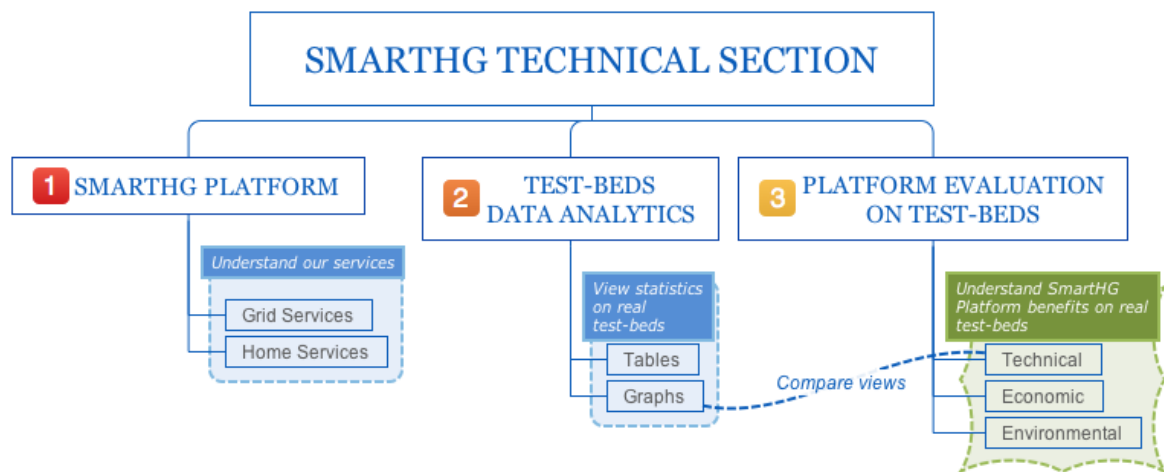 SMARTHG TECHNICAL SECTION
1 SMARTHG PLATFORM
Understand our services
Grid Services
Home Services
2 TEST-BEDS
DATA ANALYTICS
View statistics
on real
test-beds
Tables
Graphs
Compare views
3 PLATFORM EVALUATION
ON TEST-BEDS
Understand SmartHG
Platform benefits on real
test-beds
Technical
Economic
Environmental